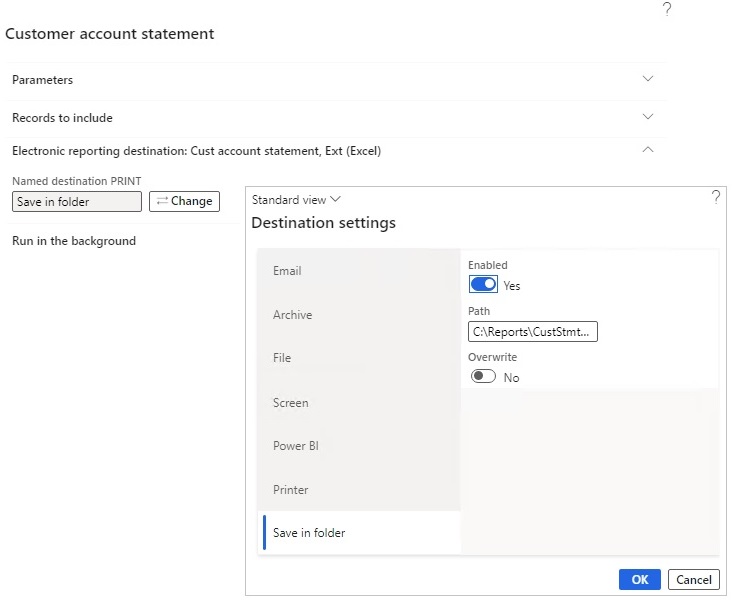 ?
Customer account statement
Parameters
Records to include
Electronic reporting destination: Cust account statement, Ext (Excel)
Named destination PRINT
Save in folder
Change
Run in the background
Standard view
?
Destination settings
Email
Archive
File
Screen
Power BI
Printer
Save in folder
Enabled
Yes
Path
C:\Reports\CustStmt...
Overwrite
No
OK
Cancel